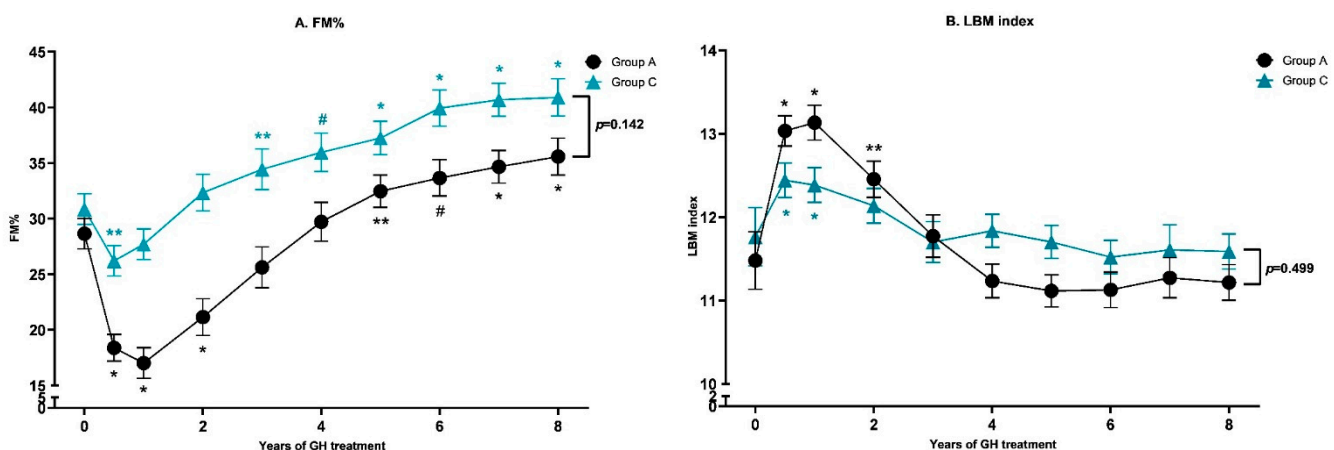 A. FM%
45
40
35
30
25
20
15
5
0
FM%
0 2 4 6 8
Years of GH treatment
Group A
Group C
** ** # * * * *
* * * ** # * *
p=0.142
B. LBM index
14
13
12
11
10
2
0
LBM index
0 2 4 6 8
Years of GH treatment
Group A
Group C
* * **
* *
p=0.499